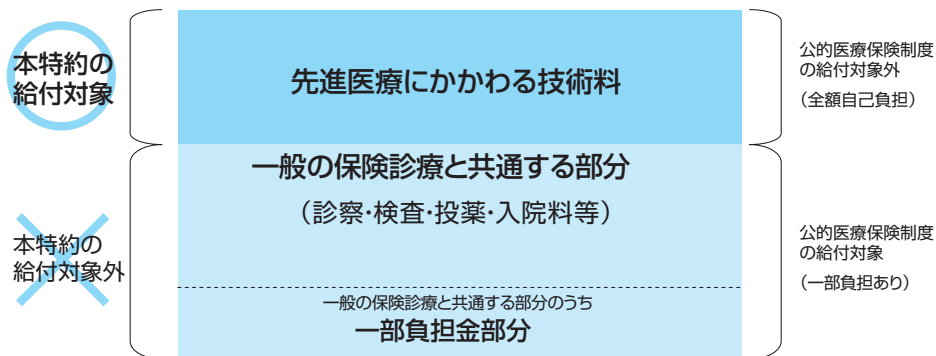 本特約の
給付対象
先進医療にかかわる技術料
公的医療保険制度
の給付対象外
（全額自己負担）
一般の保険診療と共通する部分
（診察・検査・投薬・入院料等）
本特約の
給付対象外
公的医療保険制度
の給付対象
（一部負担あり）
一般の保険診療と共通する部分のうち
一部負担金部分